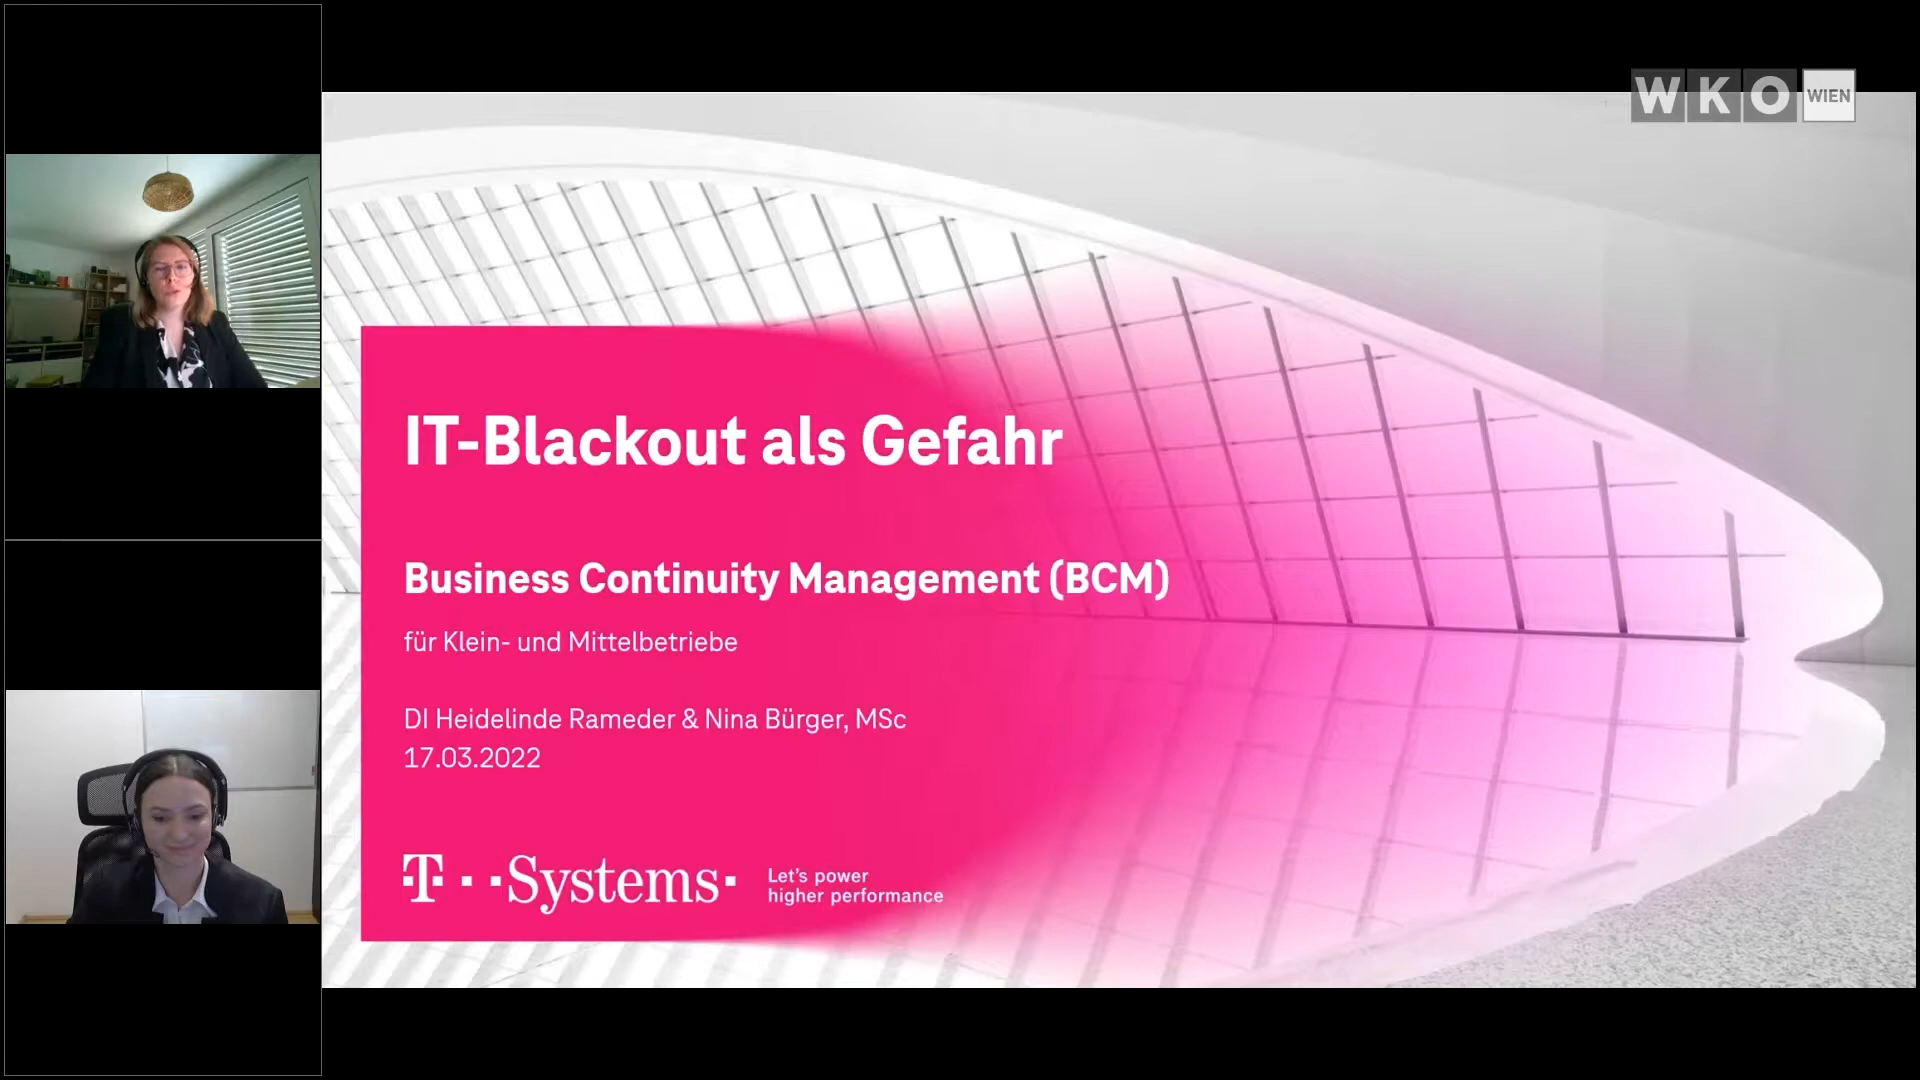 WKO WIEN
IT-Blackout als Gefahr
Business Continuity Management (BCM)
für Klein- und Mittelbetriebe
DI Heidelinde Rameder & Nina Bürger, MSc
17.03.2022
T··Systems·
Let's power
higher performance